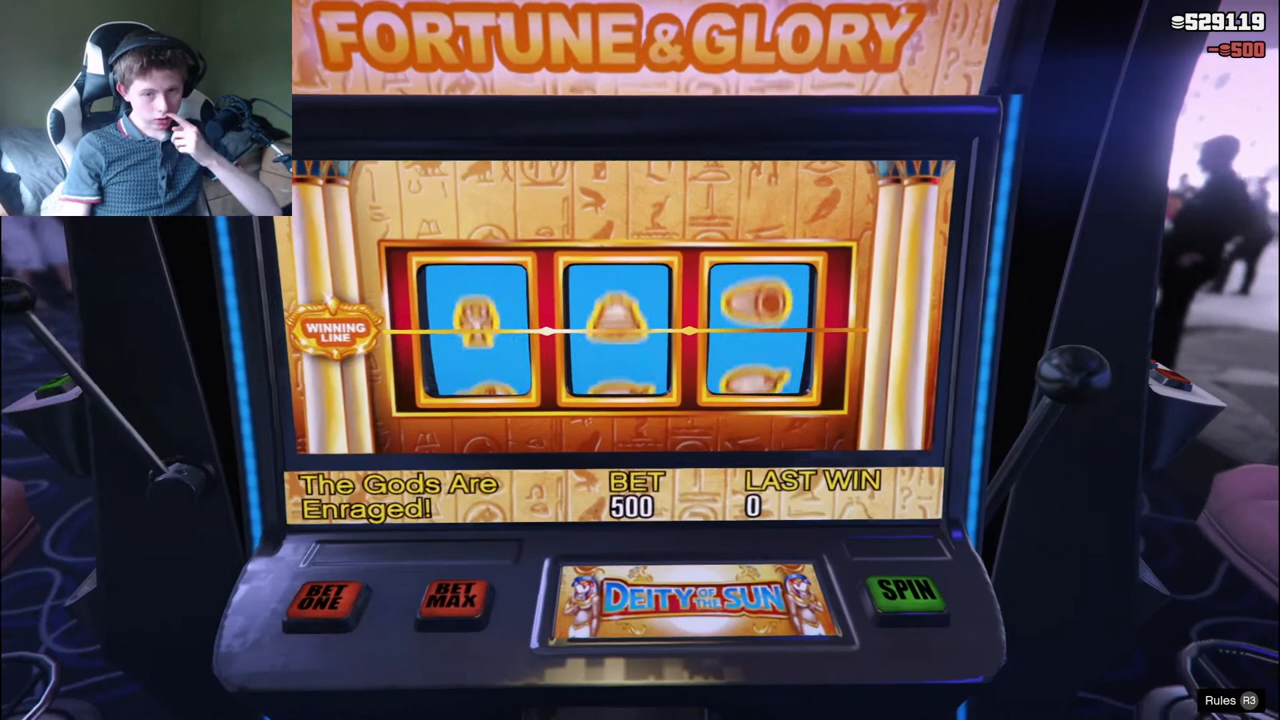 FORTUNE & GLORY
529119
-500
WINNING
LINE
The Gods Are
Enraged!
BET
500
LAST WIN
0
BET
ONE
BET
MAX
DEITY OF THE SUN
SPIN
Rules R3